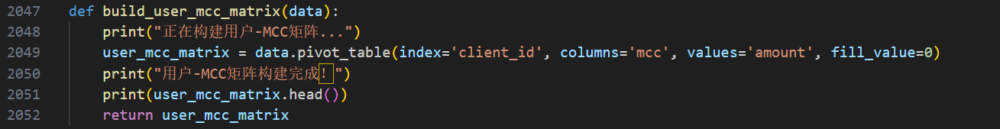 2047 def build_user_mcc_matrix(data):
2048     print("正在构建用户-MCC矩阵...")
2049     user_mcc_matrix = data.pivot_table(index='client_id', columns='mcc', values='amount', fill_value=0)
2050     print("用户-MCC矩阵构建完成！")
2051     print(user_mcc_matrix.head())
2052     return user_mcc_matrix